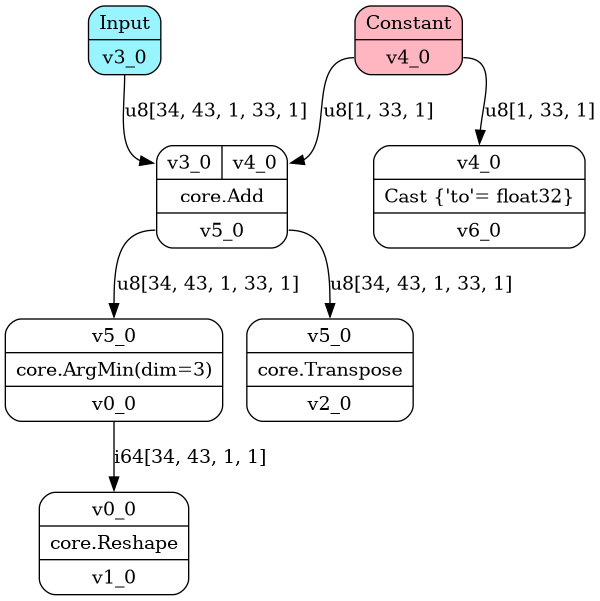 Input
v3_0
Constant
v4_0
u8[34, 43, 1, 33, 1]
u8[1, 33, 1]
u8[1, 33, 1]
v3_0 v4_0
core.Add
v5_0
v4_0
Cast {'to'= float32}
v6_0
u8[34, 43, 1, 33, 1]
u8[34, 43, 1, 33, 1]
v5_0
core.ArgMin(dim=3)
v0_0
v5_0
core.Transpose
v2_0
i64[34, 43, 1, 1]
v0_0
core.Reshape
v1_0